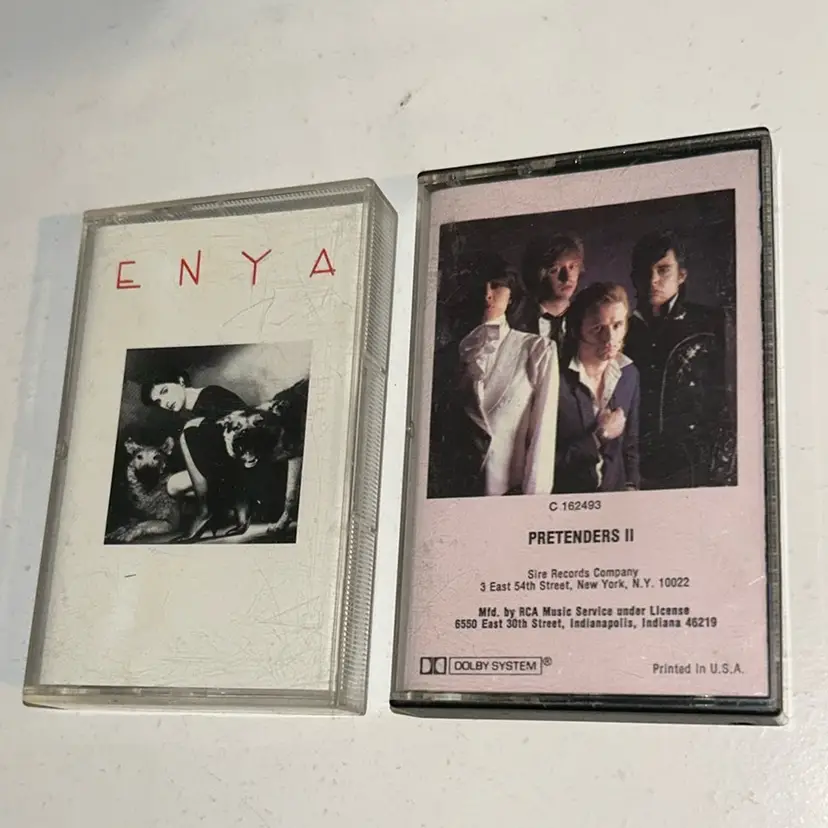 ENYA
C 162493
PRETENDERS II
Sire Records Company
3 East 54th Street, New York, N.Y. 10022
Mfd. by RCA Music Service under License
6550 East 30th Street, Indianapolis, Indiana 46219
DOLBY SYSTEM®
Printed in U.S.A.